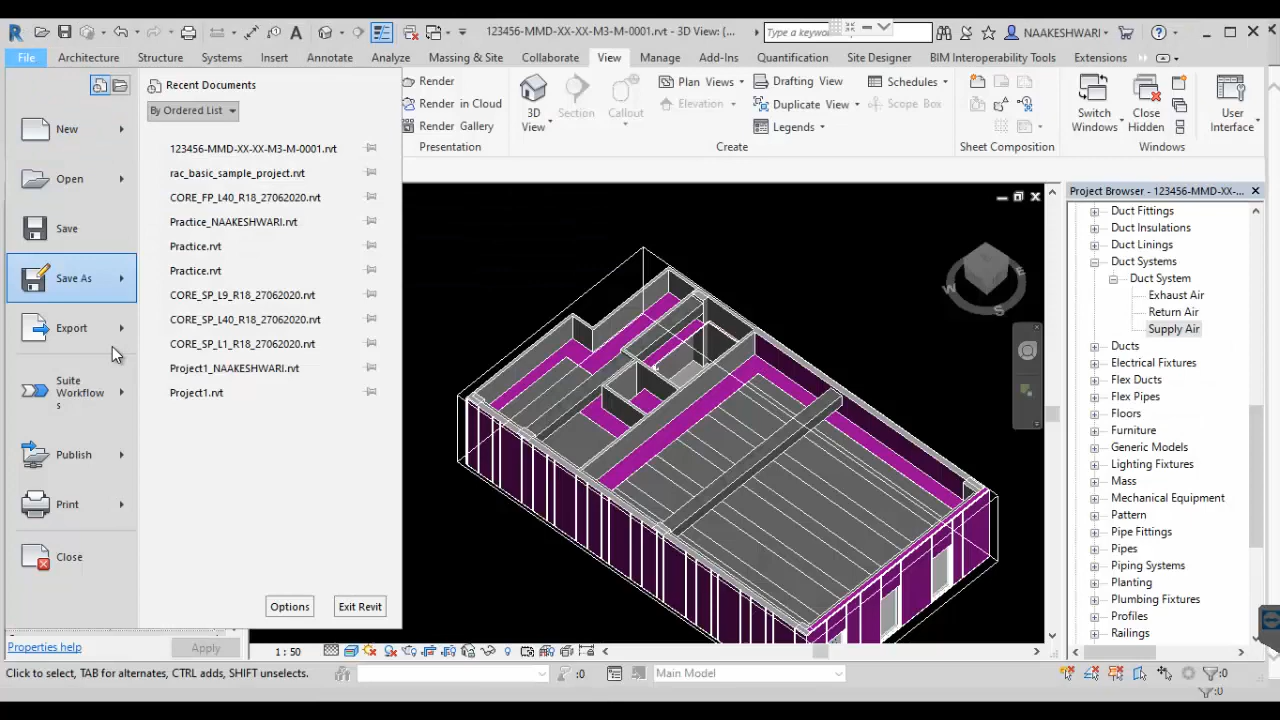 123456-MMD-XX-XX-M3-M-0001.rvt - 3D View: (...
Type a keywor
NAAKESHWARI
File
Architecture
Structure
Systems
Insert
Annotate
Analyze
Massing & Site
Collaborate
View
Manage
Add-Ins
Quantification
Site Designer
BIM Interoperability Tools
Extensions
Recent Documents
By Ordered List
New
Open
Save
Save As
Export
Suite
Workflow
s
Publish
Print
Close
123456-MMD-XX-XX-M3-M-0001.rvt
rac_basic_sample_project.rvt
CORE_FP_L40_R18_27062020.rvt
Practice_NAAKESHWARI.rvt
Practice.rvt
Practice.rvt
CORE_SP_L9_R18_27062020.rvt
CORE_SP_L40_R18_27062020.rvt
CORE_SP_L1_R18_27062020.rvt
Project1_NAAKESHWARI.rvt
Project1.rvt
Options
Exit Revit
Render
Render in Cloud
Render Gallery
Presentation
3D
View
Section
Callout
Plan Views
Elevation
Drafting View
Duplicate View
Legends
Schedules
Scope Box
Create
Sheet Composition
Switch
Windows
Close
Hidden
Windows
User
Interface
Project Browser - 123456-MMD-XX-...
Duct Fittings
Duct Insulations
Duct Linings
Duct Systems
Duct System
Exhaust Air
Return Air
Supply Air
Ducts
Electrical Fixtures
Flex Ducts
Flex Pipes
Floors
Furniture
Generic Models
Lighting Fixtures
Mass
Mechanical Equipment
Pattern
Pipe Fittings
Pipes
Piping Systems
Planting
Plumbing Fixtures
Profiles
Railings
W
S
E
Properties help
Apply
1 : 50
Click to select, TAB for alternates, CTRL adds, SHIFT unselects.
:0
Main Model
:0
:0